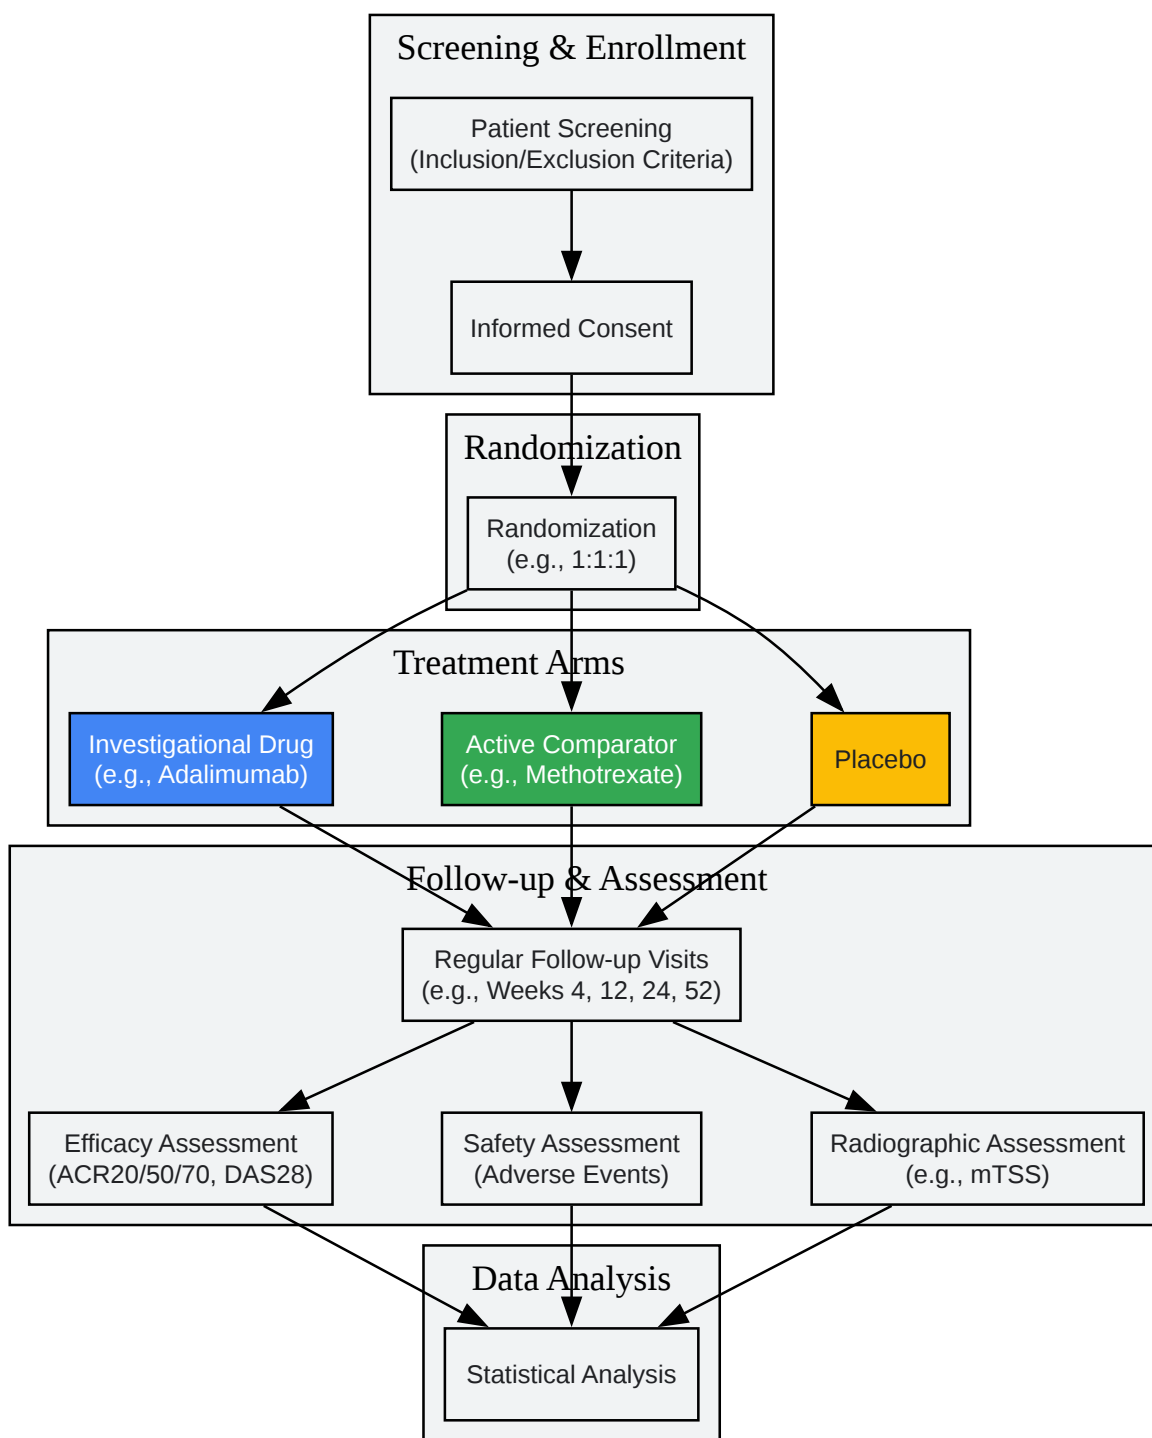 Screening & Enrollment
Patient Screening
(Inclusion/Exclusion Criteria)
Informed Consent
Randomization
Randomization
(e.g., 1:1:1)
Treatment Arms
Investigational Drug
(e.g., Adalimumab)
Active Comparator
(e.g., Methotrexate)
Placebo
Follow-up & Assessment
Regular Follow-up Visits
(e.g., Weeks 4, 12, 24, 52)
Efficacy Assessment
(ACR20/50/70, DAS28)
Safety Assessment
(Adverse Events)
Radiographic Assessment
(e.g., mTSS)
Data Analysis
Statistical Analysis